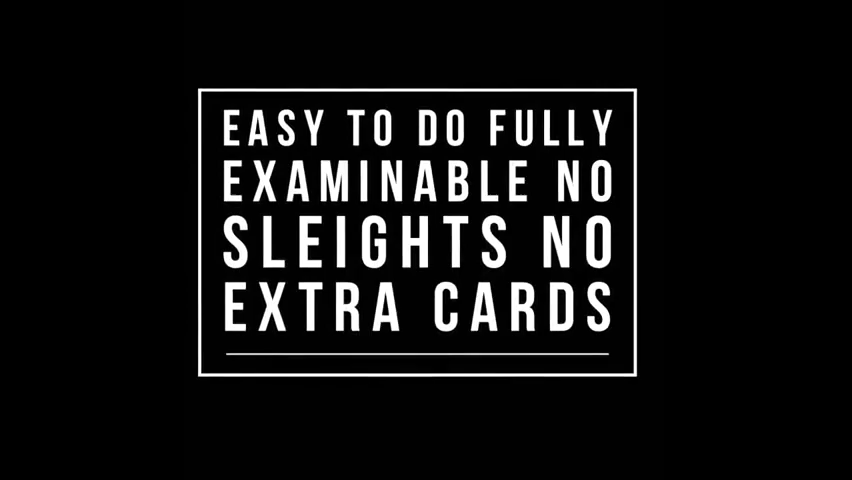 EASY TO DO FULLY
EXAMINABLE NO
SLEIGHTS NO
EXTRA CARDS